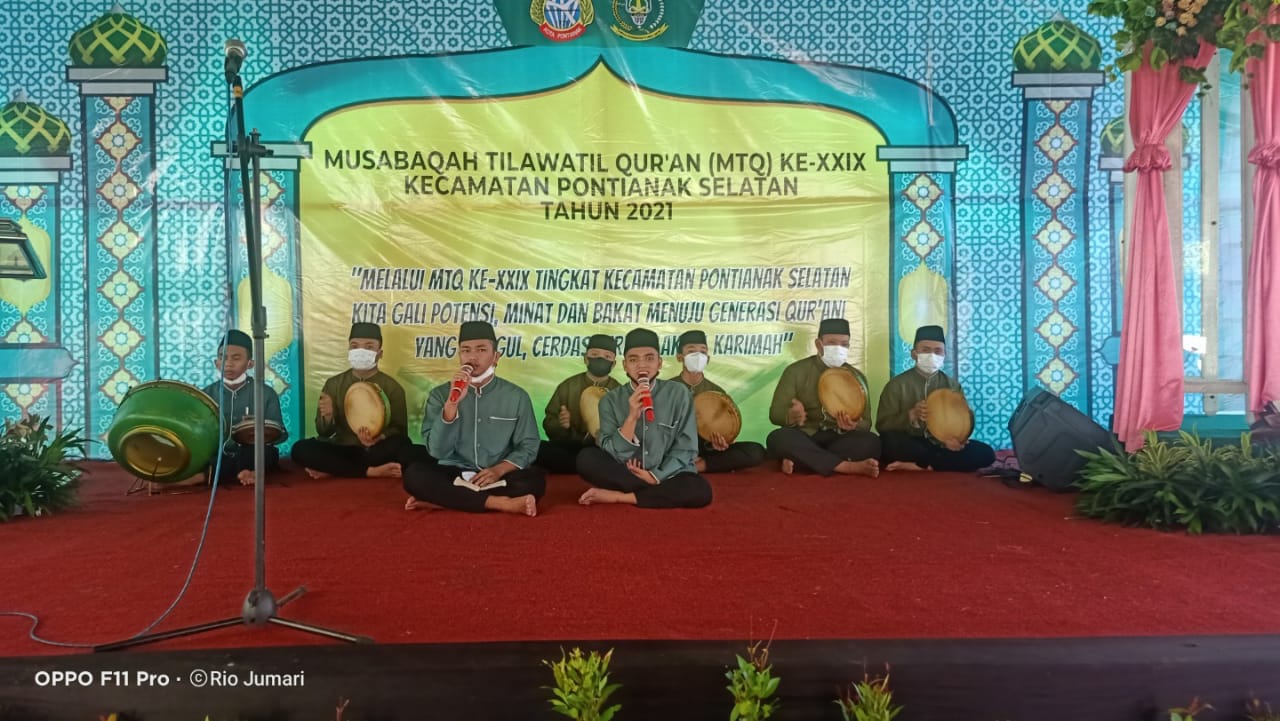 KOTA PONTIANAK
MUSABAQAH TILAWATIL QUR'AN (MTQ) KE-XXIX
KECAMATAN PONTIANAK SELATAN
TAHUN 2021
"MELALUI MTQ KE-XXIX TINGKAT KECAMATAN PONTIANAK SELATAN
KITA GALI POTENSI, MINAT DAN BAKAT MENUJU GENERASI QUR'ANI
YANG GUL, CERDAS KARIMAH"
OPPO F11 Pro · ©Rio Jumari